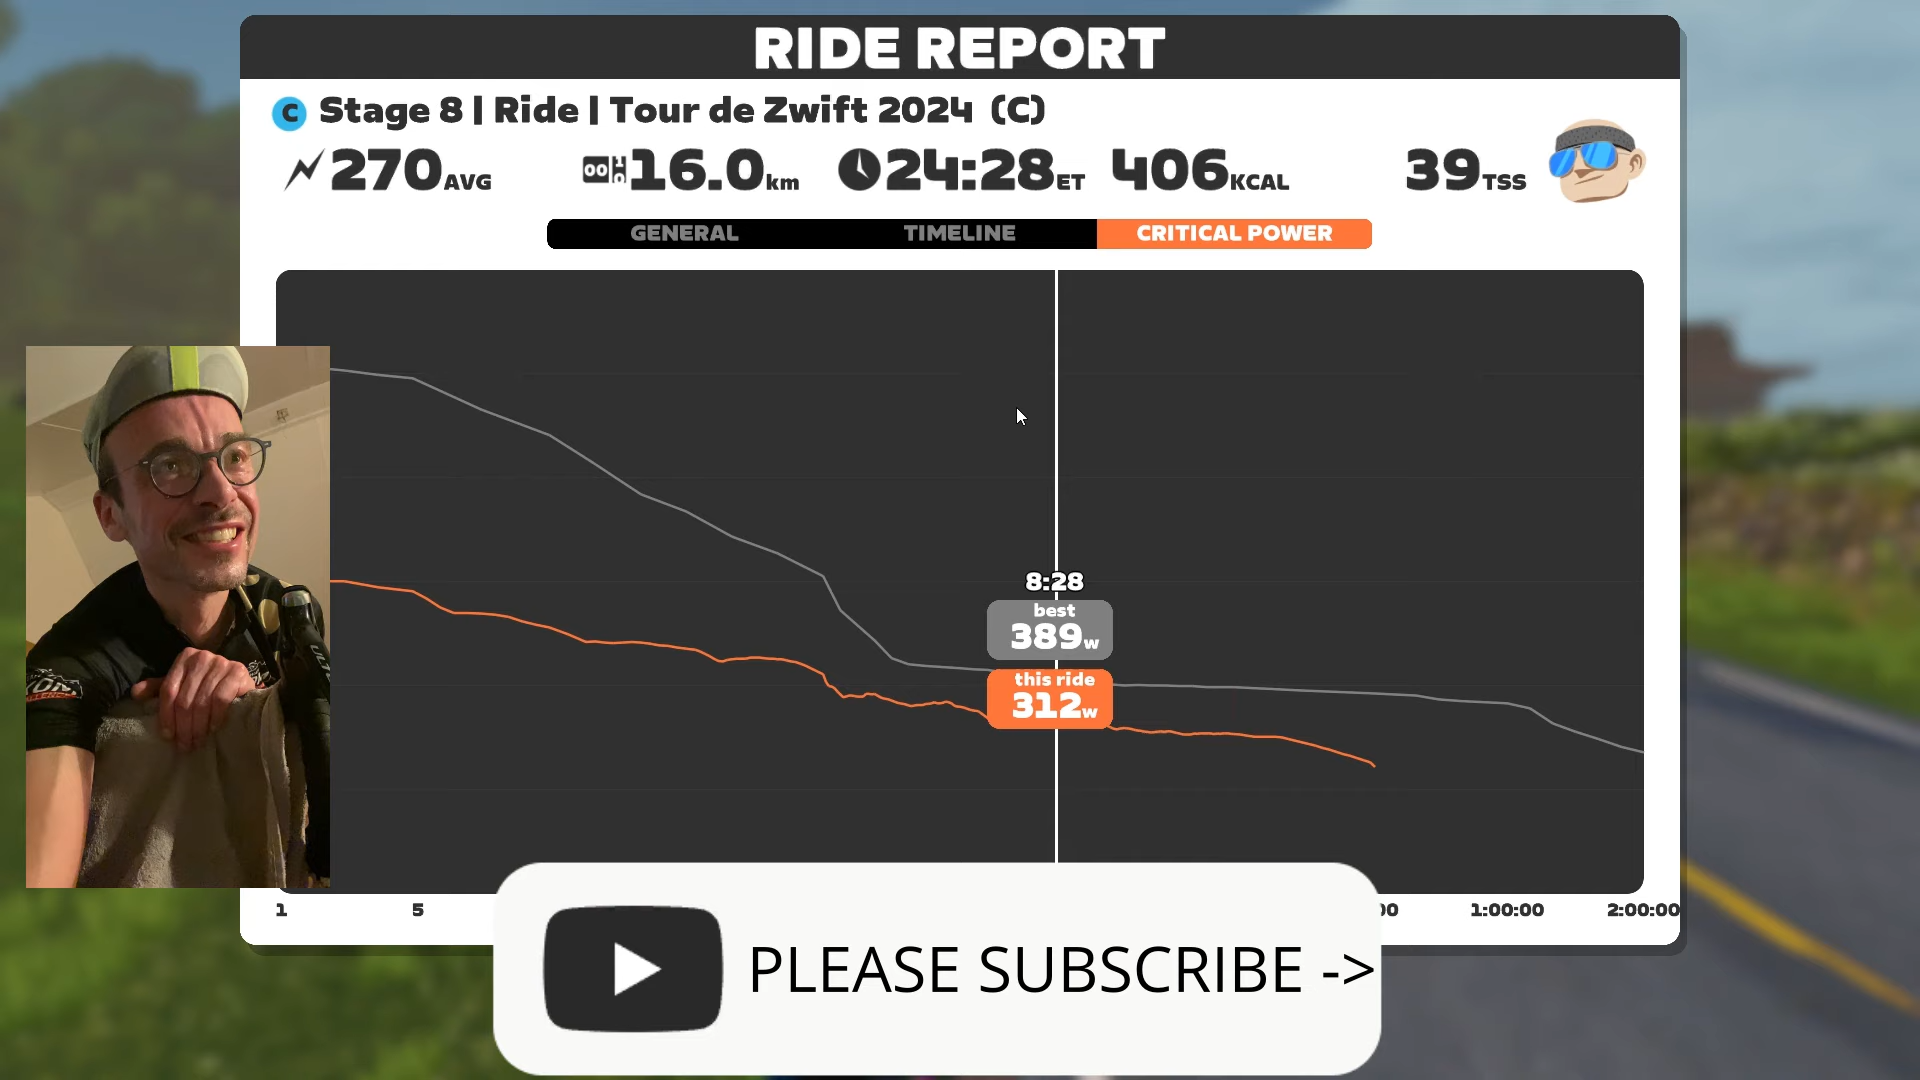 RIDE REPORT
C Stage 8 | Ride | Tour de Zwift 2024 (C)
270AVG 16.0km 24:28ET 406KCAL 39TSS
GENERAL TIMELINE CRITICAL POWER
8:28
best
389w
this ride
312w
1 5 1:00:00 2:00:00
PLEASE SUBSCRIBE ->